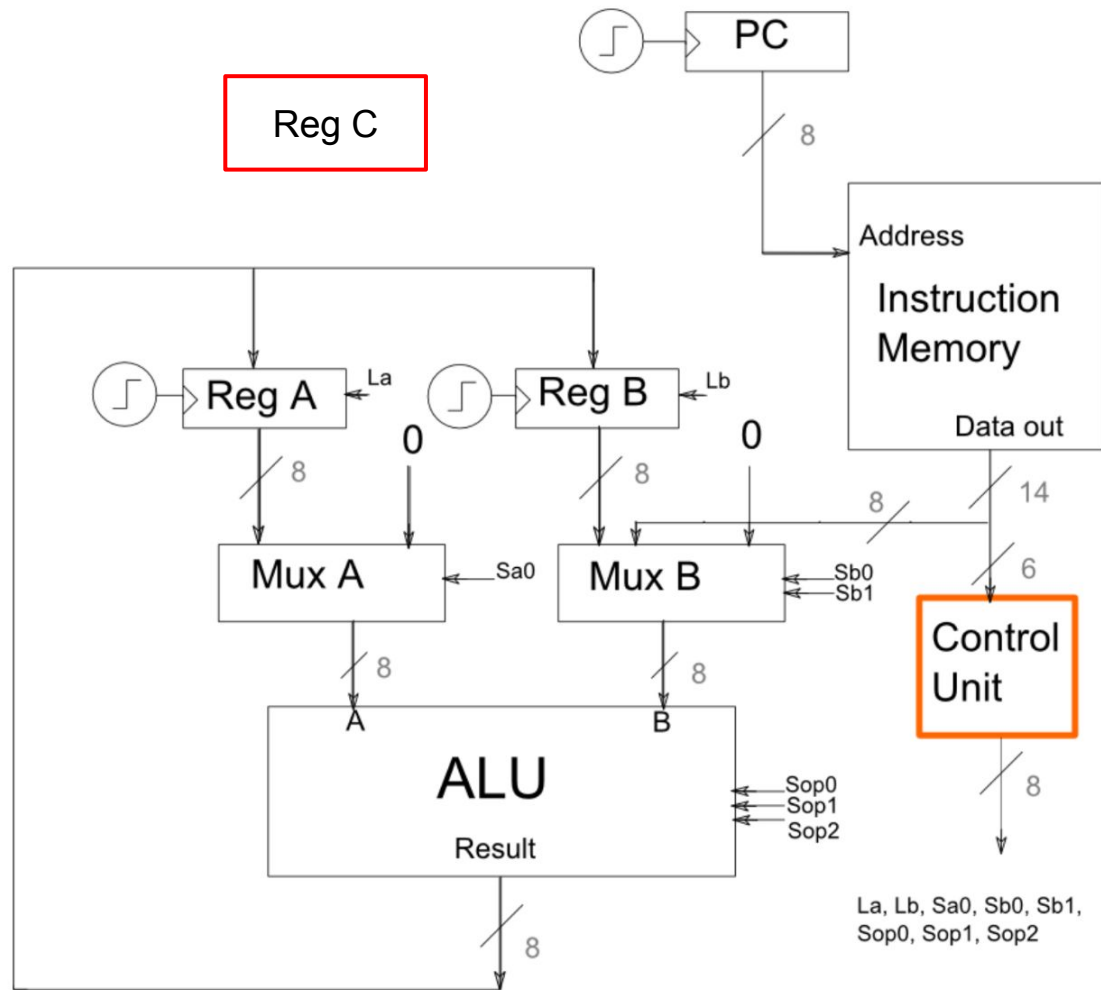 PC
Reg C
8
Address
Instruction
Memory
Data out
Reg A
La
Reg B
Lb
0
0
8
8
8
14
6
Mux A
Sa0
Mux B
Sb0
Sb1
Control
Unit
8
8
8
A
B
ALU
Sop0
Sop1
Sop2
Result
8
La, Lb, Sa0, Sb0, Sb1,
Sop0, Sop1, Sop2